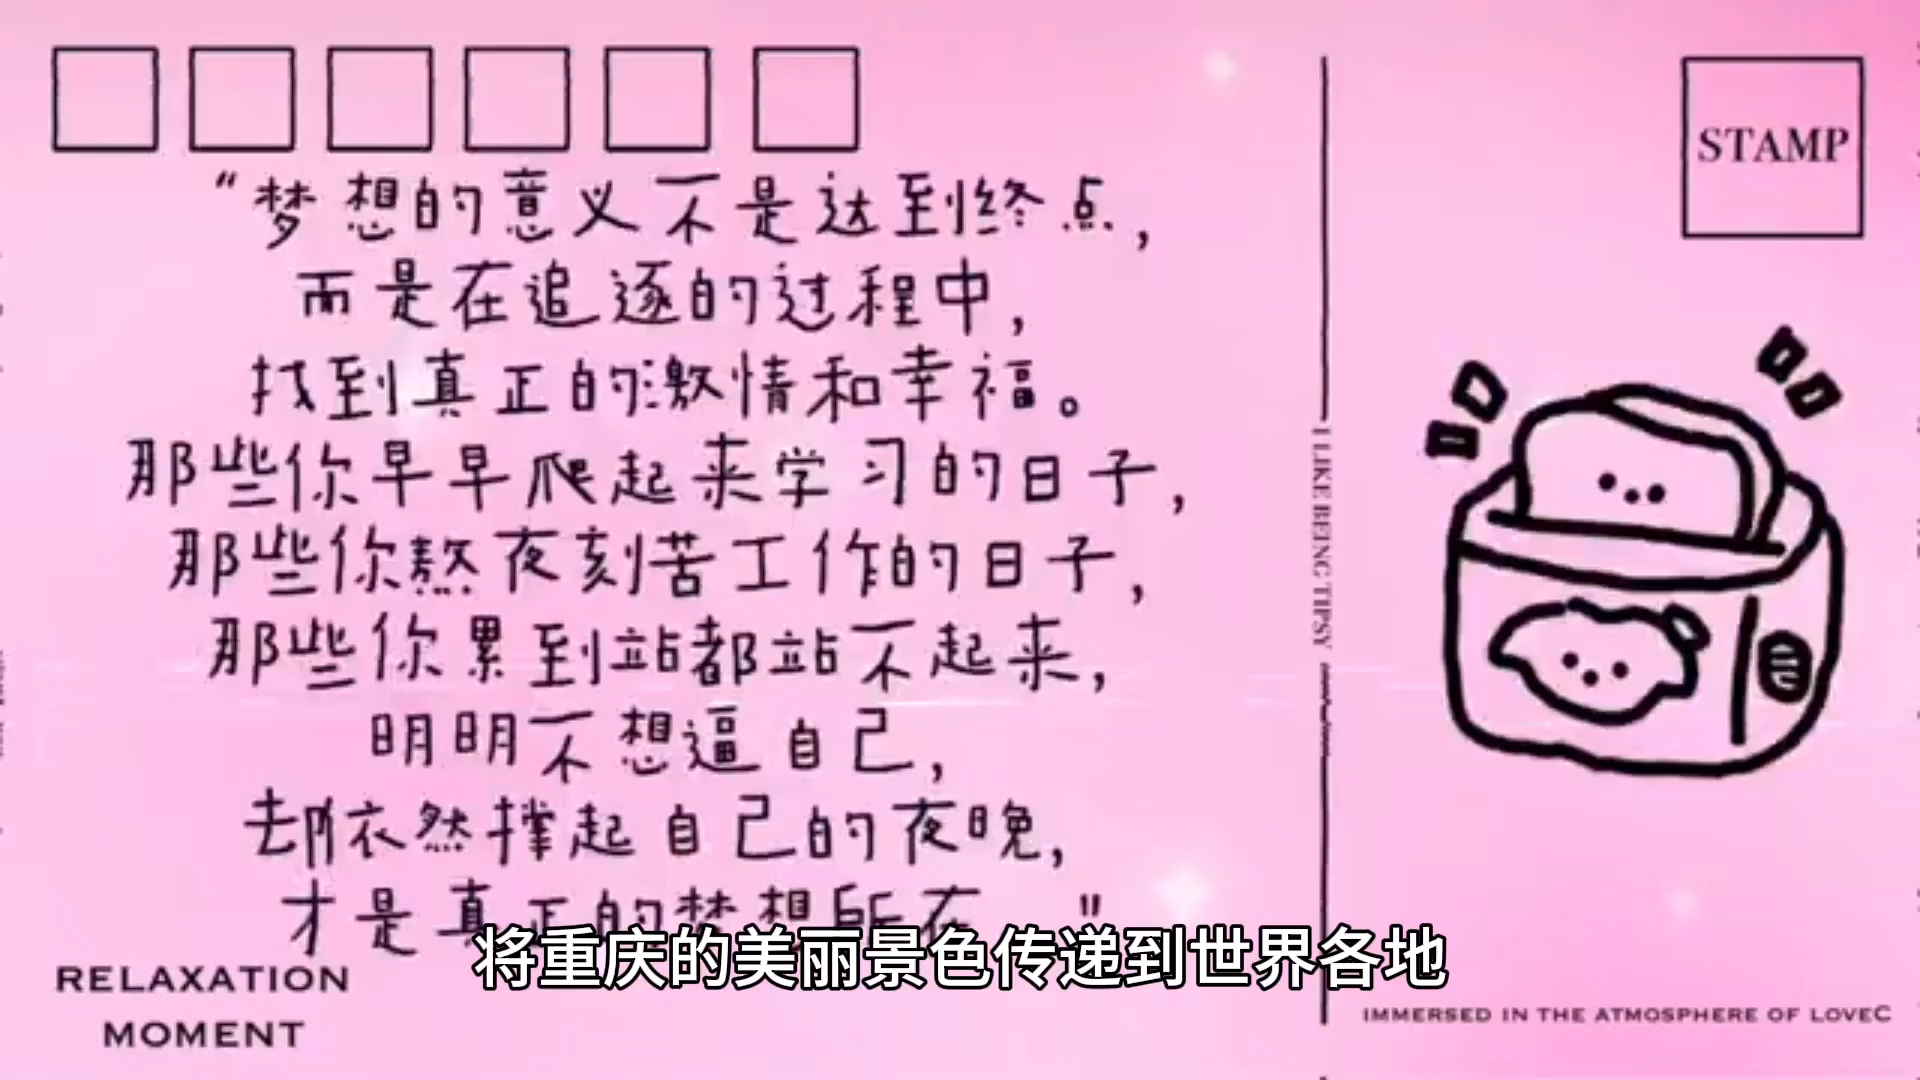 STAMP
“梦想的意义不是达到终点，
而是在追逐的过程中，
找到真正的激情和幸福。
那些你早早爬起来学习的日子，
那些你熬夜刻苦工作的日子，
那些你累到站都站不起来，
明明不想逼自己，
却依然撑起自己的夜晚，
才是真正的梦想所在 "
I LIKE BEING TIPSY
将重庆的美丽景色传递到世界各地
RELAXATION
MOMENT
IMMERSED IN THE ATMOSPHERE OF LOVEC